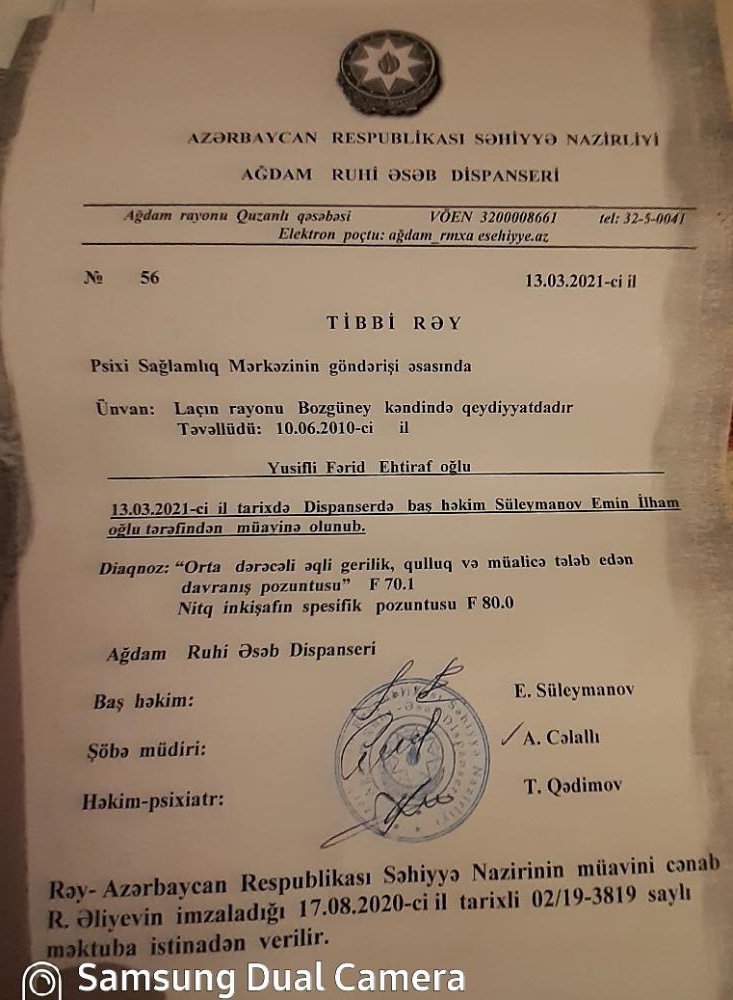 AZƏRBAYCAN RESPUBLİKASI SƏHİYYƏ NAZİRLİYİ
AĞDAM RUHİ ƏSƏB DİSPANSERİ
Ağdam rayonu Quzanlı qəsəbəsi VÖEN 3200008661 tel: 32-5-0041
Elektron poçtu: ağdam_rmxa esehiyye.az
№ 56 13.03.2021-ci il
TİBBİ RƏY
Psixi Sağlamlıq Mərkəzinin göndərişi əsasında
Ünvan: Laçın rayonu Bozgüney kəndində qeydiyyatdadır
Təvəllüdü: 10.06.2010-cu il
Yusifli Fərid Ehtiraf oğlu
13.03.2021-ci il tarixdə Dispanserdə baş həkim Süleymanov Emin İlham
oğlu tərəfindən müayinə olunub.
Diaqnoz: “Orta dərəcəli əqli gerilik, qulluq və müalicə tələb edən
davranış pozuntusu” F 70.1
Nitq inkişafın spesifik pozuntusu F 80.0
Ağdam Ruhi Əsəb Dispanseri
Baş həkim: E. Süleymanov
Şöbə müdiri: A. Cəlallı
Həkim-psixiatr: T. Qədimov
Rəy- Azərbaycan Respublikası Səhiyyə Nazirinin müavini cənab
R. Əliyevin imzaladığı 17.08.2020-ci il tarixli 02/19-3819 saylı
məktuba istinadən verilir.
Samsung Dual Camera